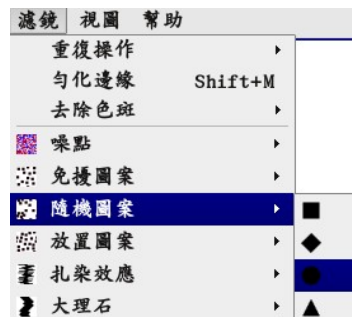 濾鏡 視圖 幫助
重復操作
勻化邊緣 Shift+M
去除色斑
噪點
免擾圖案
隨機圖案
放置圖案
扎染效應
大理石